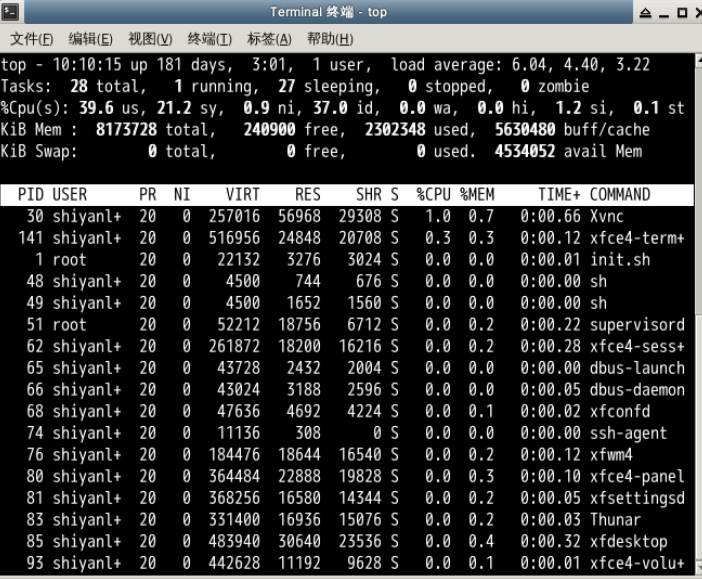 Terminal 终端 - top
文件(F) 编辑(E) 视图(V) 终端(T) 标签(A) 帮助(H)
top - 10:10:15 up 181 days,  3:01,  1 user,  load average: 6.04, 4.40, 3.22
Tasks:  28 total,   1 running,  27 sleeping,   0 stopped,   0 zombie
%Cpu(s): 39.6 us, 21.2 sy,  0.9 ni, 37.0 id,  0.0 wa,  0.0 hi,  1.2 si,  0.1 st
KiB Mem :  8173728 total,   240900 free,  2302348 used,  5630480 buff/cache
KiB Swap:        0 total,        0 free,        0 used.  4534052 avail Mem
PID USER      PR  NI    VIRT    RES    SHR S  %CPU %MEM     TIME+ COMMAND
30 shiyanl+  20   0  257016  56968  29308 S   1.0  0.7   0:00.66 Xvnc
141 shiyanl+  20   0  516956  24848  20708 S   0.3  0.3   0:00.12 xfce4-term+
1 root      20   0   22132   3276   3024 S   0.0  0.0   0:00.01 init.sh
48 shiyanl+  20   0    4500    744    676 S   0.0  0.0   0:00.00 sh
49 shiyanl+  20   0    4500   1652   1560 S   0.0  0.0   0:00.00 sh
51 root      20   0   52212  18756   6712 S   0.0  0.2   0:00.22 supervisord
62 shiyanl+  20   0  261872  18200  16216 S   0.0  0.2   0:00.28 xfce4-sess+
65 shiyanl+  20   0   43728   2432   2004 S   0.0  0.0   0:00.00 dbus-launch
66 shiyanl+  20   0   43024   3188   2596 S   0.0  0.0   0:00.05 dbus-daemon
68 shiyanl+  20   0   47636   4692   4224 S   0.0  0.1   0:00.02 xfconfd
74 shiyanl+  20   0   11136    308      0 S   0.0  0.0   0:00.00 ssh-agent
76 shiyanl+  20   0  184476  18644  16540 S   0.0  0.2   0:00.12 xfwm4
80 shiyanl+  20   0  364484  22888  19828 S   0.0  0.3   0:00.10 xfce4-panel
81 shiyanl+  20   0  368256  16580  14344 S   0.0  0.2   0:00.05 xfsettingsd
83 shiyanl+  20   0  331400  16936  15076 S   0.0  0.2   0:00.03 Thunar
85 shiyanl+  20   0  483940  30640  23536 S   0.0  0.4   0:00.32 xfdesktop
93 shiyanl+  20   0  442628  11192   9628 S   0.0  0.1   0:00.01 xfce4-volu+